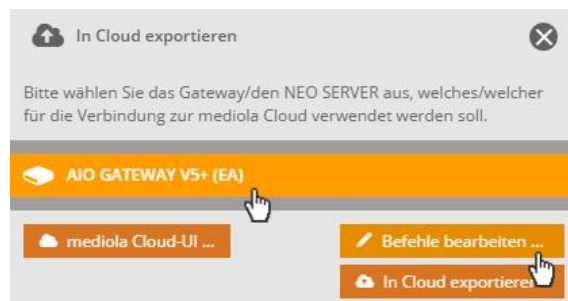 In Cloud exportieren
Bitte wählen Sie das Gateway/den NEO SERVER aus, welches/welcher
für die Verbindung zur mediola Cloud verwendet werden soll.
AIO GATEWAY V5+ (EA)
mediola Cloud-UI ...
Befehle bearbeiten ...
In Cloud exportieren